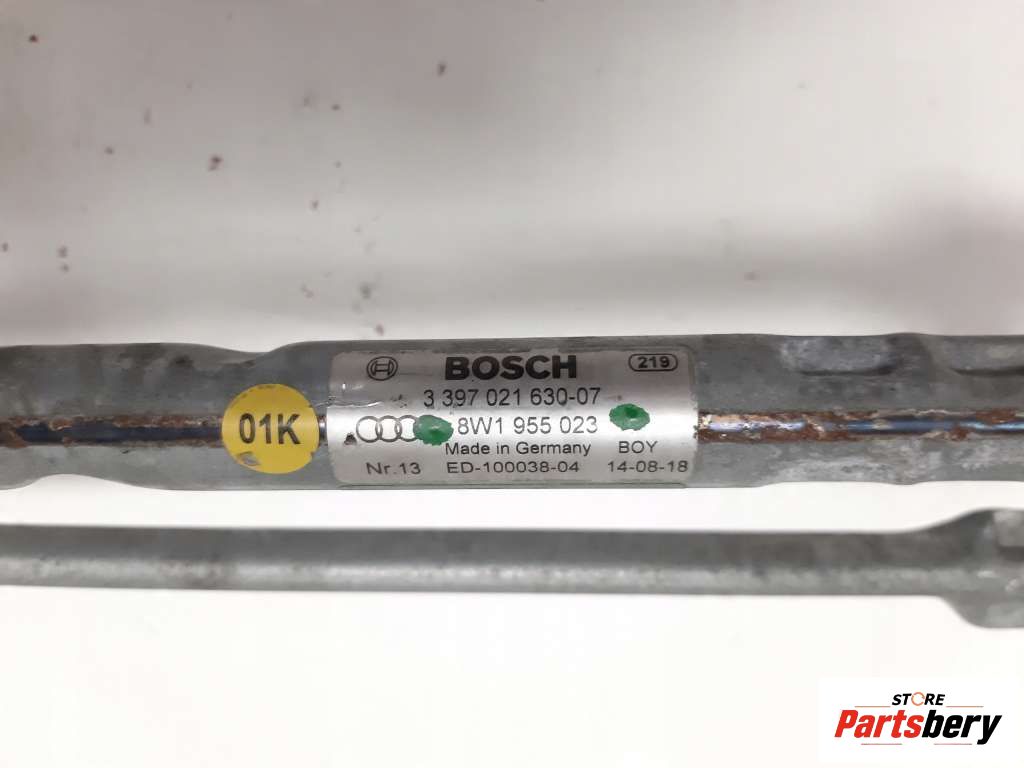 BOSCH
219
3 397 021 630-07
01K
8W1 955 023
Made in Germany BOY
Nr.13 ED-100038-04 14-08-18
STORE
Partsbery